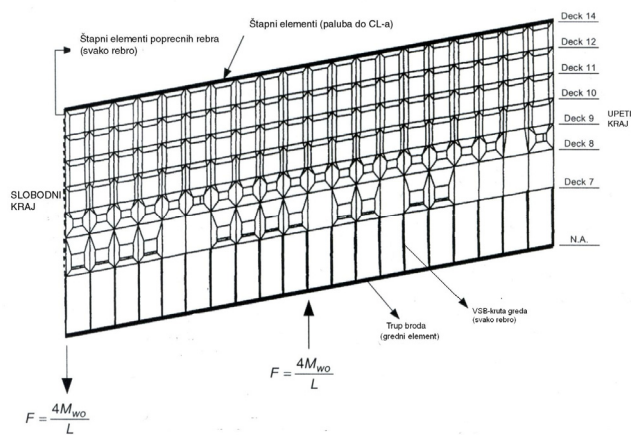 Štapni elementi poprecnih rebra
(svako rebro)
Štapni elementi (paluba do CL-a)
Deck 14
Deck 12
Deck 11
Deck 10
Deck 9
Deck 8
Deck 7
N.A.
UPETI
KRAJ
SLOBODNI
KRAJ
VSB-kruta greda
(svako rebro)
Trup broda
(gredni element)
F = 4M_WO / L
F = 4M_WO / L